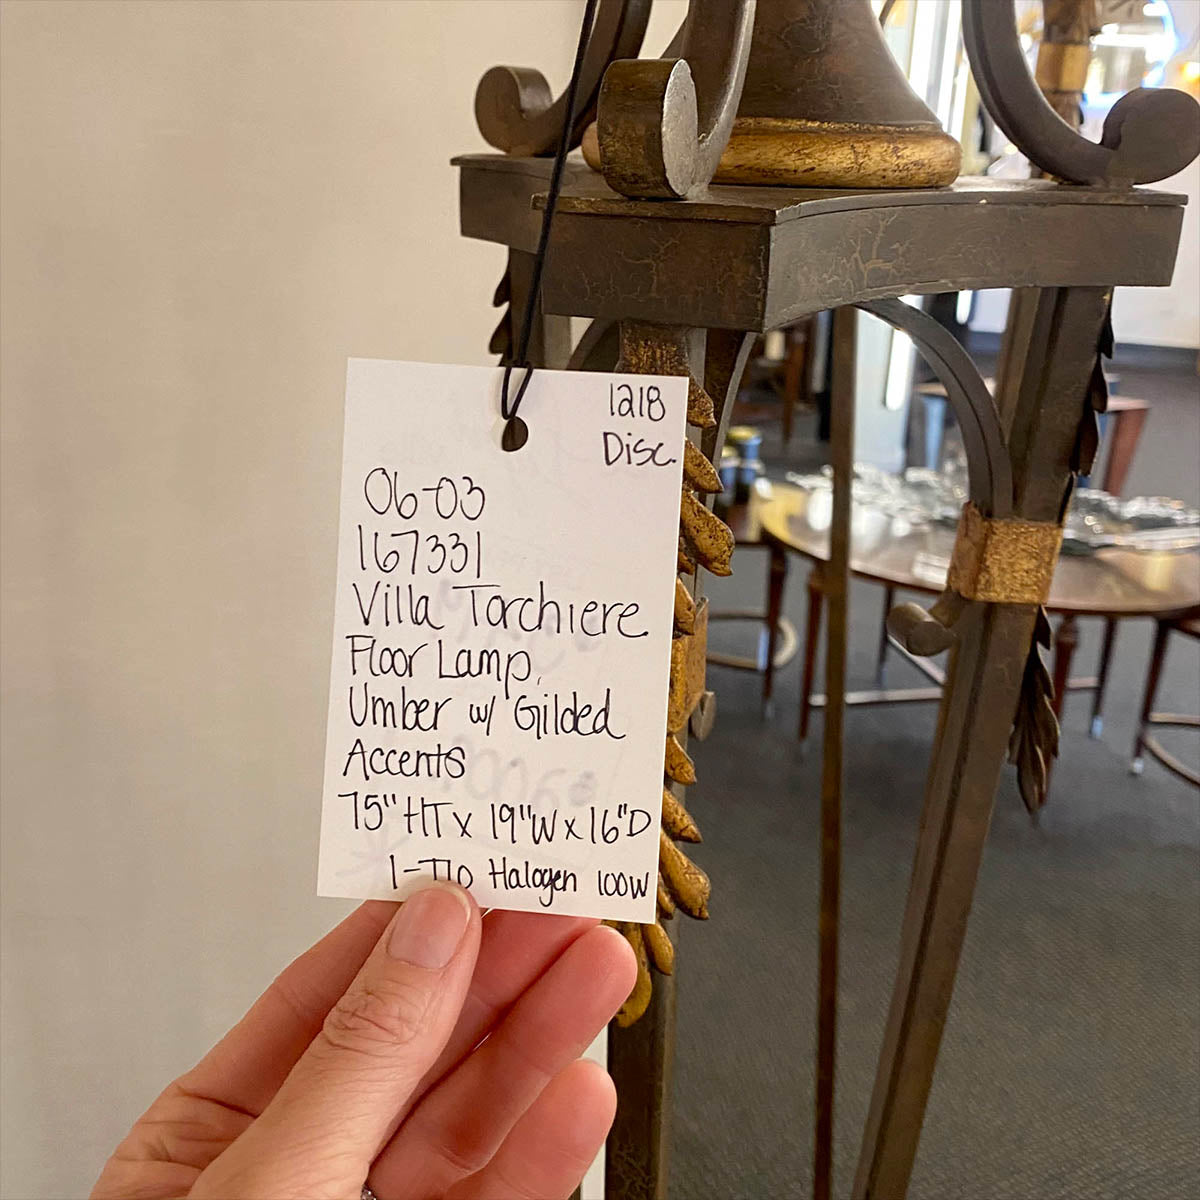 1218
Disc.
06-03
167331
Villa Torchiere
Floor Lamp,
Umber w/ Gilded
Accents
75" HT x 19"W x 16"D
1-T10 Halogen 100W